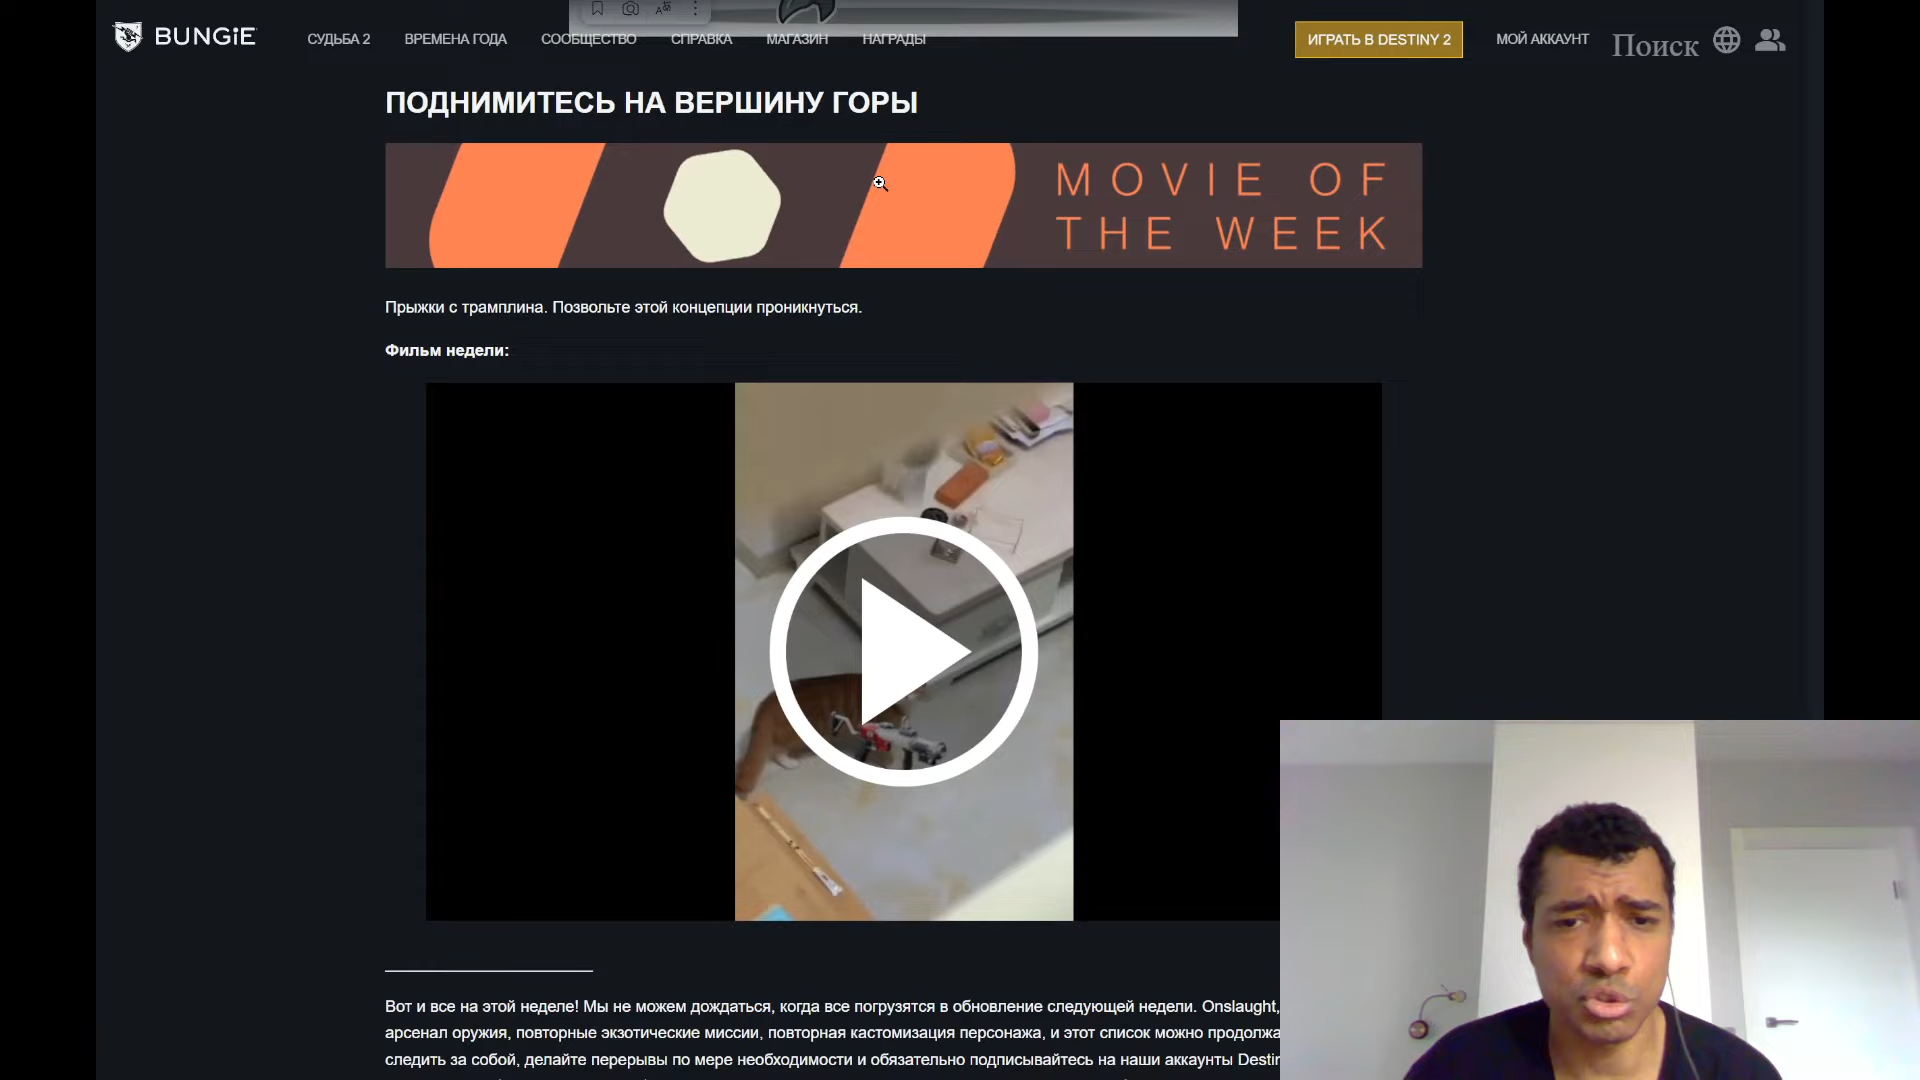 BUNGiE
СУДЬБА 2 ВРЕМЕНА ГОДА СООБЩЕСТВО СПРАВКА МАГАЗИН НАГРАДЫ
ИГРАТЬ В DESTINY 2 МОЙ АККАУНТ Поиск
ПОДНИМИТЕСЬ НА ВЕРШИНУ ГОРЫ
MOVIE OF
THE WEEK
Прыжки с трамплина. Позвольте этой концепции проникнуться.
Фильм недели:
Вот и все на этой неделе! Мы не можем дождаться, когда все погрузятся в обновление следующей недели. Onslaught,
арсенал оружия, повторные экзотические миссии, повторная кастомизация персонажа, и этот список можно продолжа
следить за собой, делайте перерывы по мере необходимости и обязательно подписывайтесь на наши аккаунты Destin